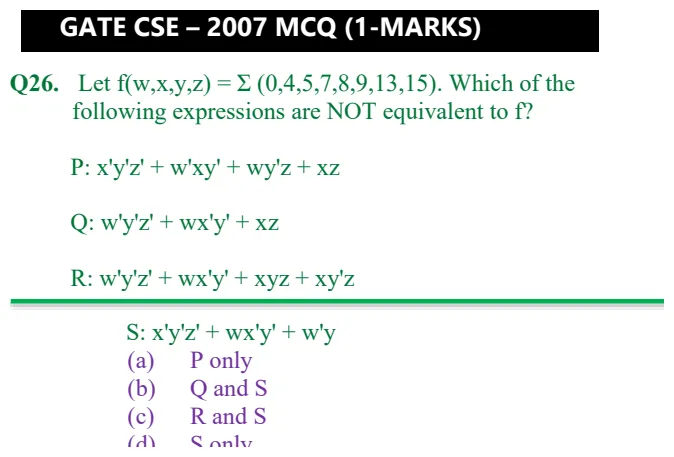 GATE CSE – 2007 MCQ (1-MARKS)
Q26. Let f(w,x,y,z) = Σ (0,4,5,7,8,9,13,15). Which of the
following expressions are NOT equivalent to f?
P: x'y'z' + w'xy' + wy'z + xz
Q: w'y'z' + wx'y' + xz
R: w'y'z' + wx'y' + xyz + xy'z
S: x'y'z' + wx'y' + w'y
(a) P only
(b) Q and S
(c) R and S
(d) S only